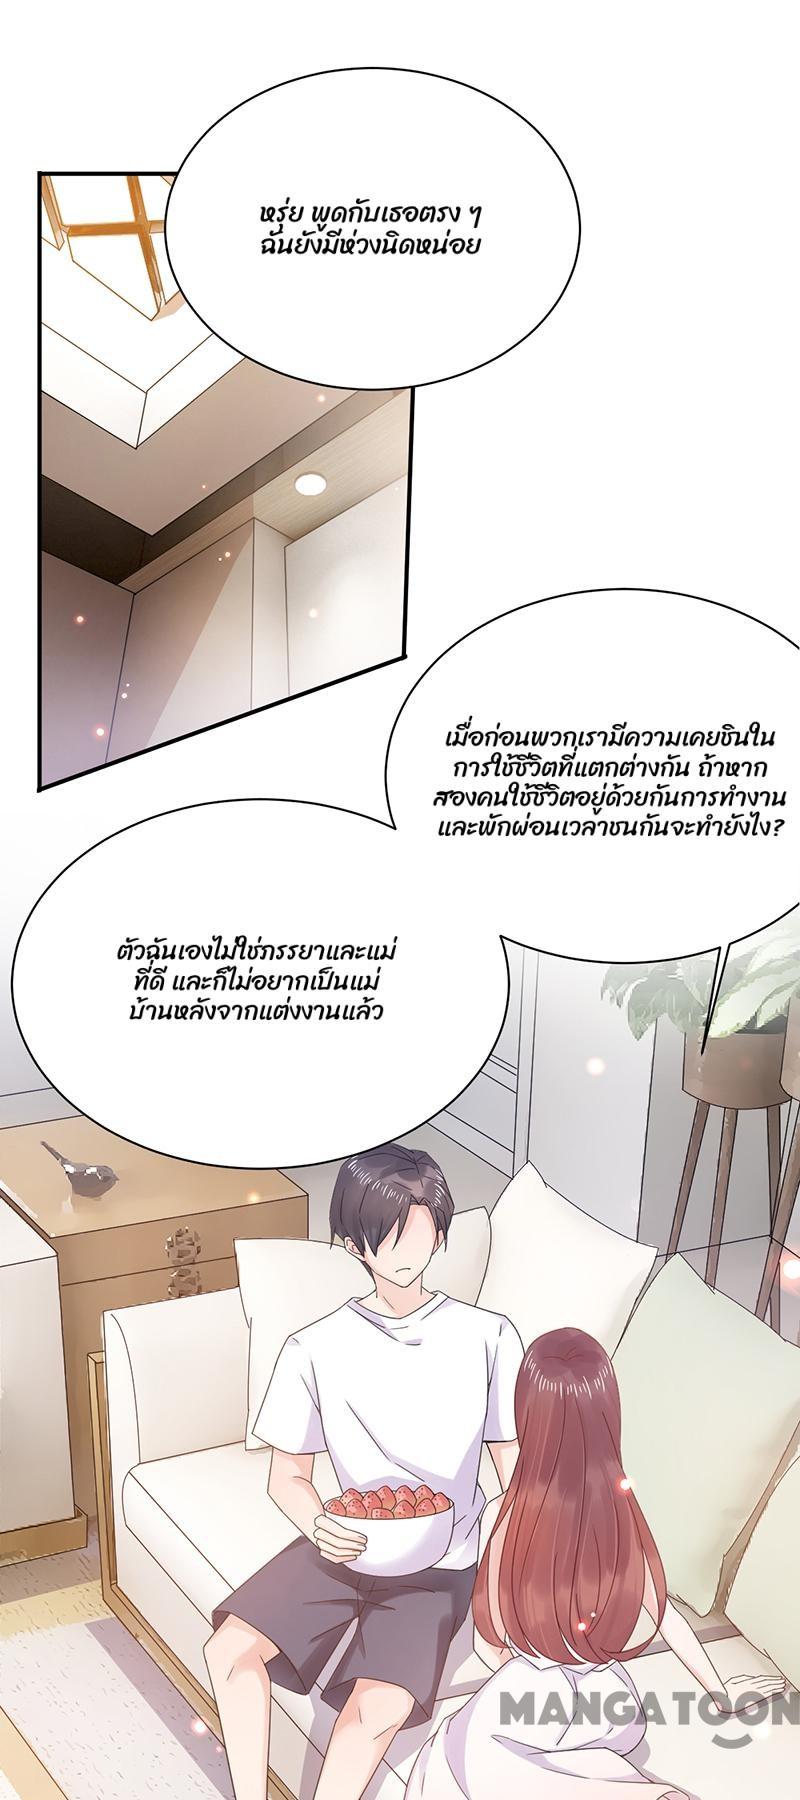 หรุ่ย พูดกับเธอตรง ๆ
ฉันยังมีห่วงนิดหน่อย
เมื่อก่อนพวกเรามีความเคยชินใน
การใช้ชีวิตที่แตกต่างกัน ถ้าหาก
สองคนใช้ชีวิตอยู่ด้วยกันการทำงาน
และพักผ่อนเวลาชนกันจะทำยังไง?
ตัวฉันเองไม่ใช่ภรรยาและแม่
ที่ดี และก็ไม่อยากเป็นแม่
บ้านหลังจากแต่งงานแล้ว
MANGATOON